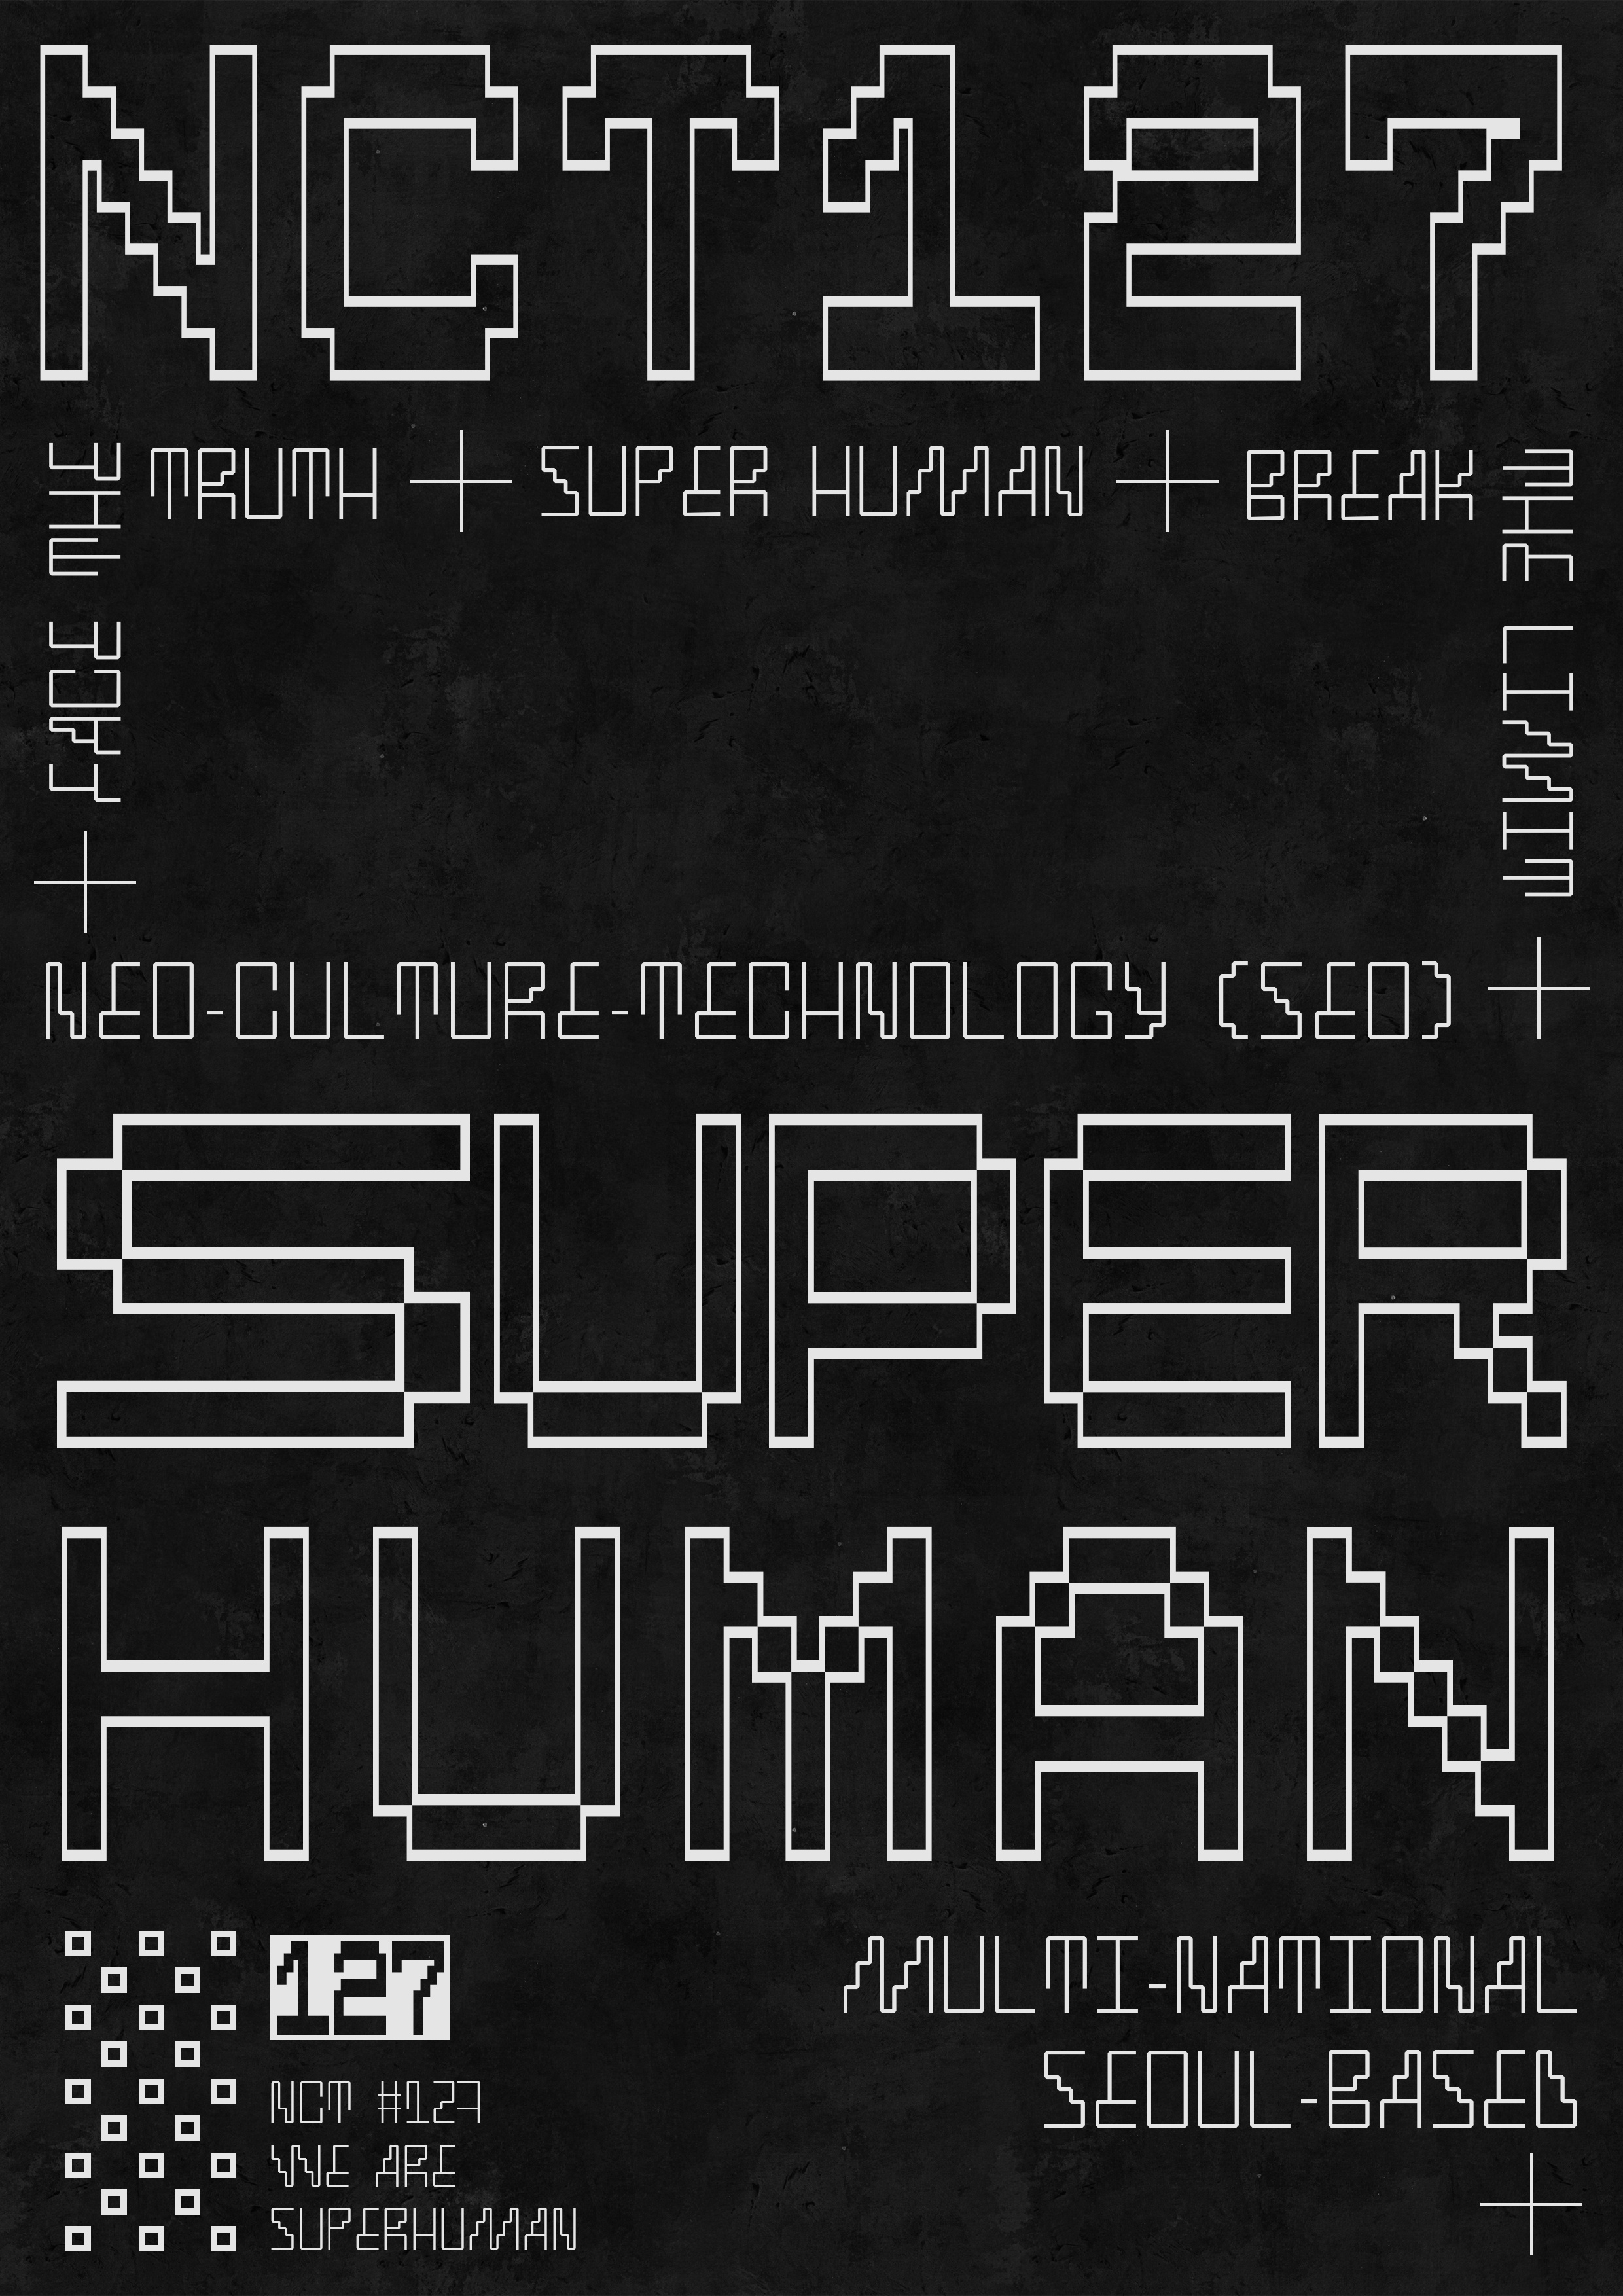 NCT127
FACE THE
TRUTH + SUPER HUMAN + BREAK
THE LIMIT
NEO-CULTURE-TECHNOLOGY (SEO)
SUPER
HUMAN
127
NCT #127
WE ARE
SUPERHUMAN
MULTI-NATIONAL
SEOUL-BASED